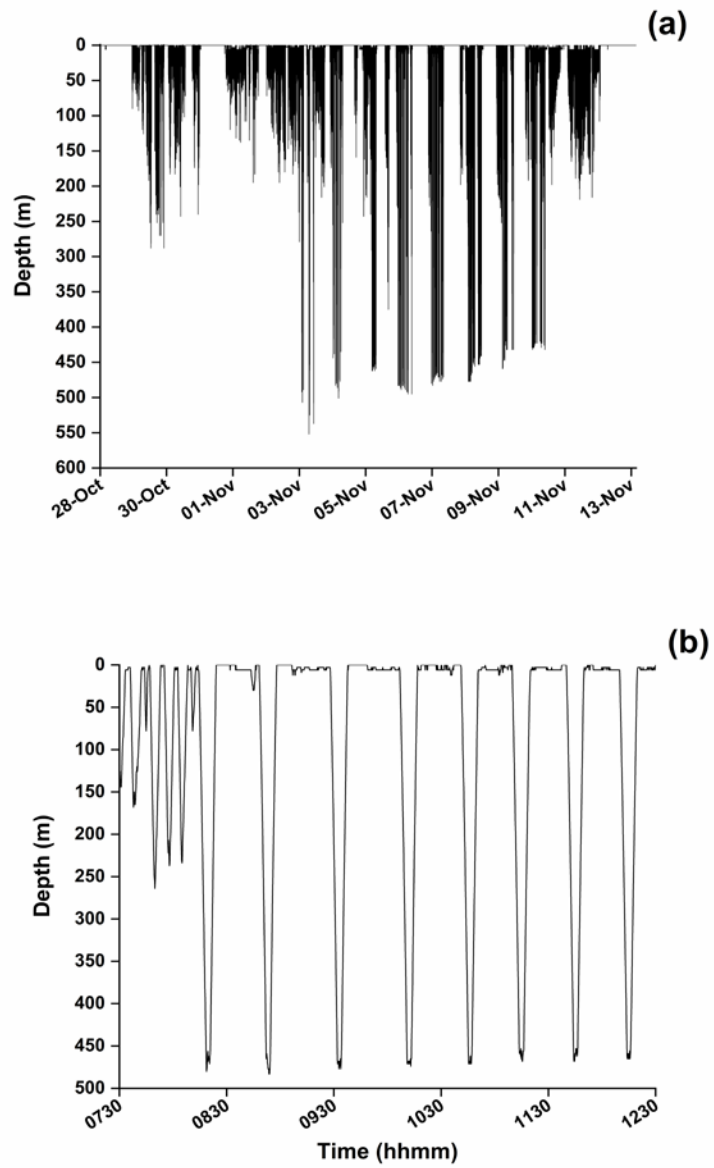 (a)
0
50
100
150
200
250
300
350
400
450
500
550
600
Depth (m)
28-Oct
30-Oct
01-Nov
03-Nov
05-Nov
07-Nov
09-Nov
11-Nov
13-Nov
(b)
0
50
100
150
200
250
300
350
400
450
500
Depth (m)
0730
0830
0930
1030
1130
1230
Time (hhmm)